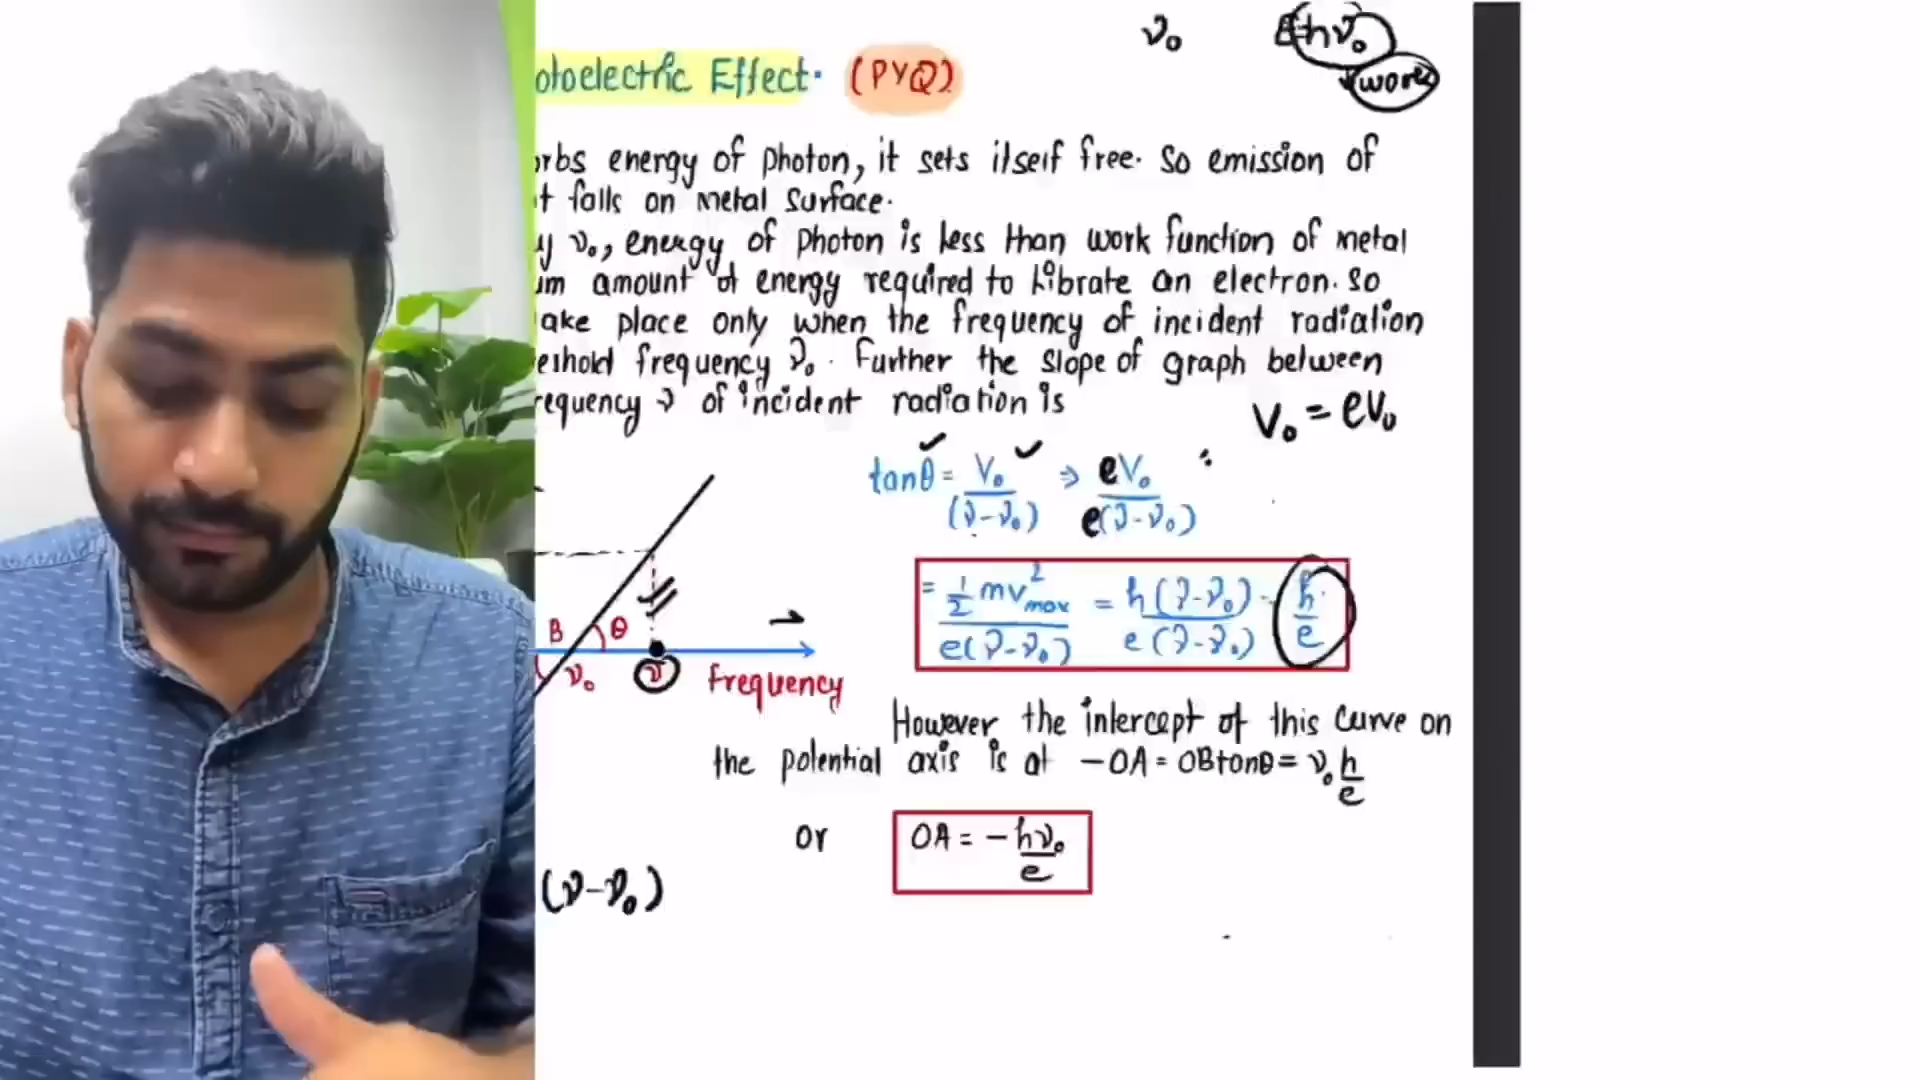 ν₀ E=hν₀
work
otoelectric Effect. (PYQ)
orbs energy of photon, it sets itself free. So emission of
t falls on metal surface.
y ν₀, energy of photon is less than work function of metal
um amount of energy required to librate an electron. so
ake place only when the frequency of incident radiation
eshold frequency ν₀. Further the slope of graph between
requency ν of incident radiation is
V₀ = eV₀
tanθ = V₀/(ν-ν₀) ⇒ eV₀/e(ν-ν₀)
= ½mv²max/e(ν-ν₀) = h(ν-ν₀)/e(ν-ν₀) = h/e
B θ
ν₀ ν Frequency
However the intercept of this curve on
the potential axis is at -OA = OBtanθ = ν₀h/e
or OA = -hν₀/e
(ν-ν₀)